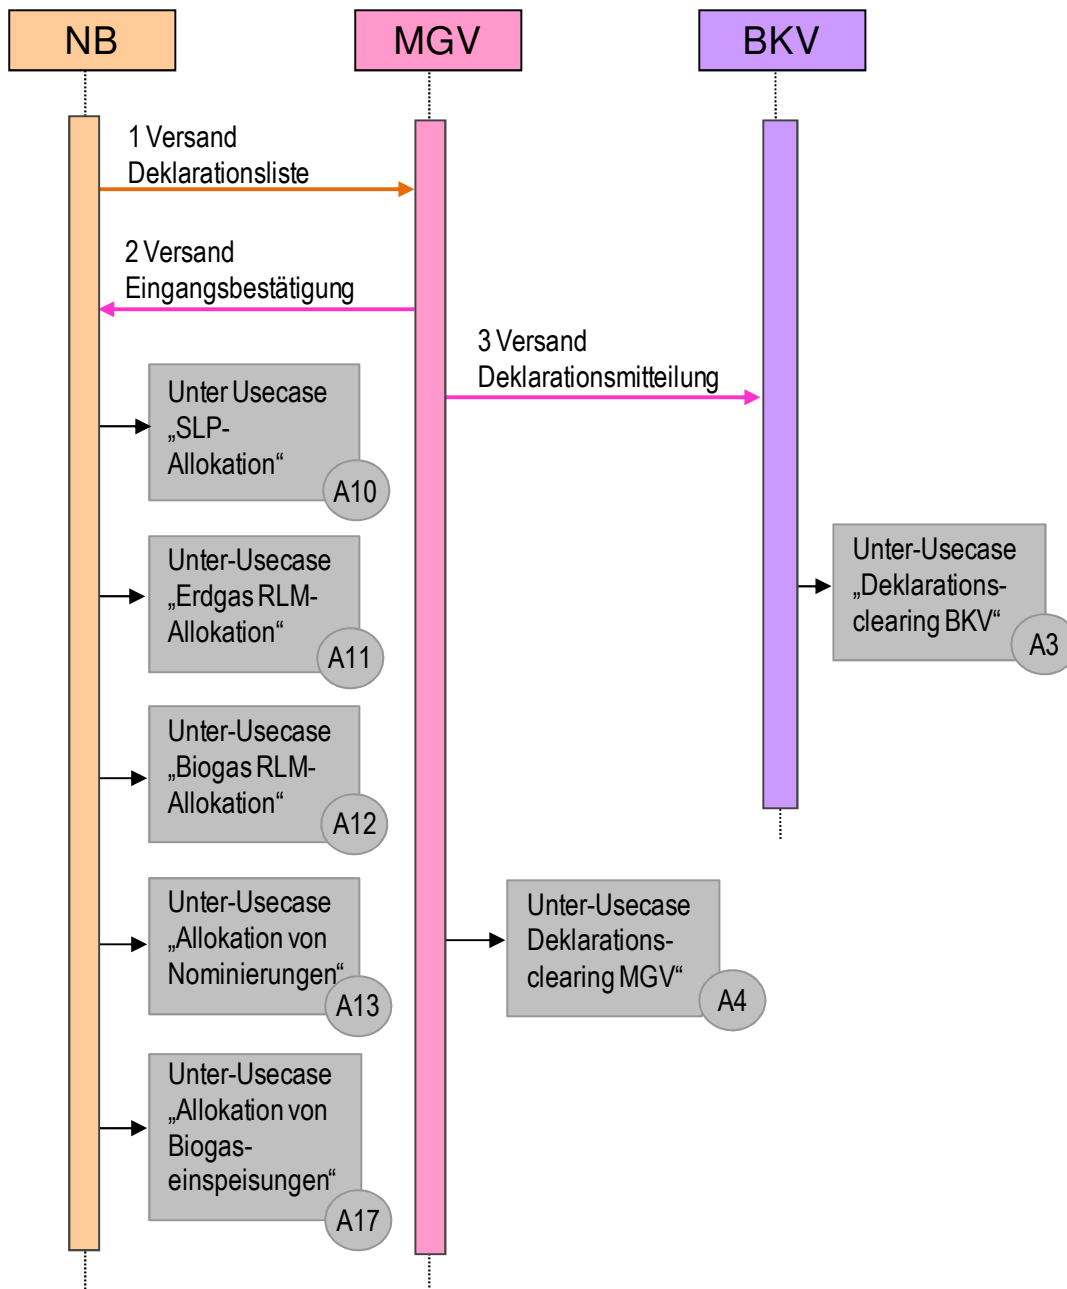 NB
MGV
BKV
1 Versand
Deklarationsliste
2 Versand
Eingangsbestätigung
3 Versand
Deklarationsmitteilung
Unter Usecase
„SLP-
Allokation“
A10
Unter-Usecase
„Erdgas RLM-
Allokation“
A11
Unter-Usecase
„Deklarations-
clearing BKV“
A3
Unter-Usecase
„Biogas RLM-
Allokation“
A12
Unter-Usecase
„Allokation von
Nominierungen“
A13
Unter-Usecase
Deklarations-
clearing MGV“
A4
Unter-Usecase
„Allokation von
Biogas-
einspeisungen“
A17